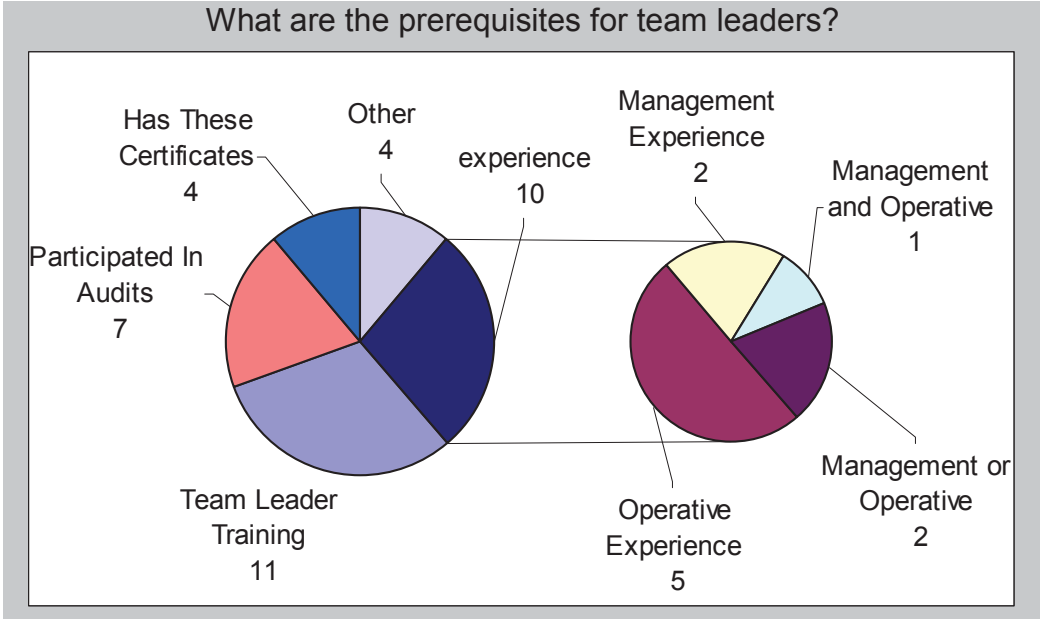 What are the prerequisites for team leaders?
Has These
Certificates
4
Other
4
experience
10
Management
Experience
2
Management
and Operative
1
Participated In
Audits
7
Team Leader
Training
11
Operative
Experience
5
Management or
Operative
2